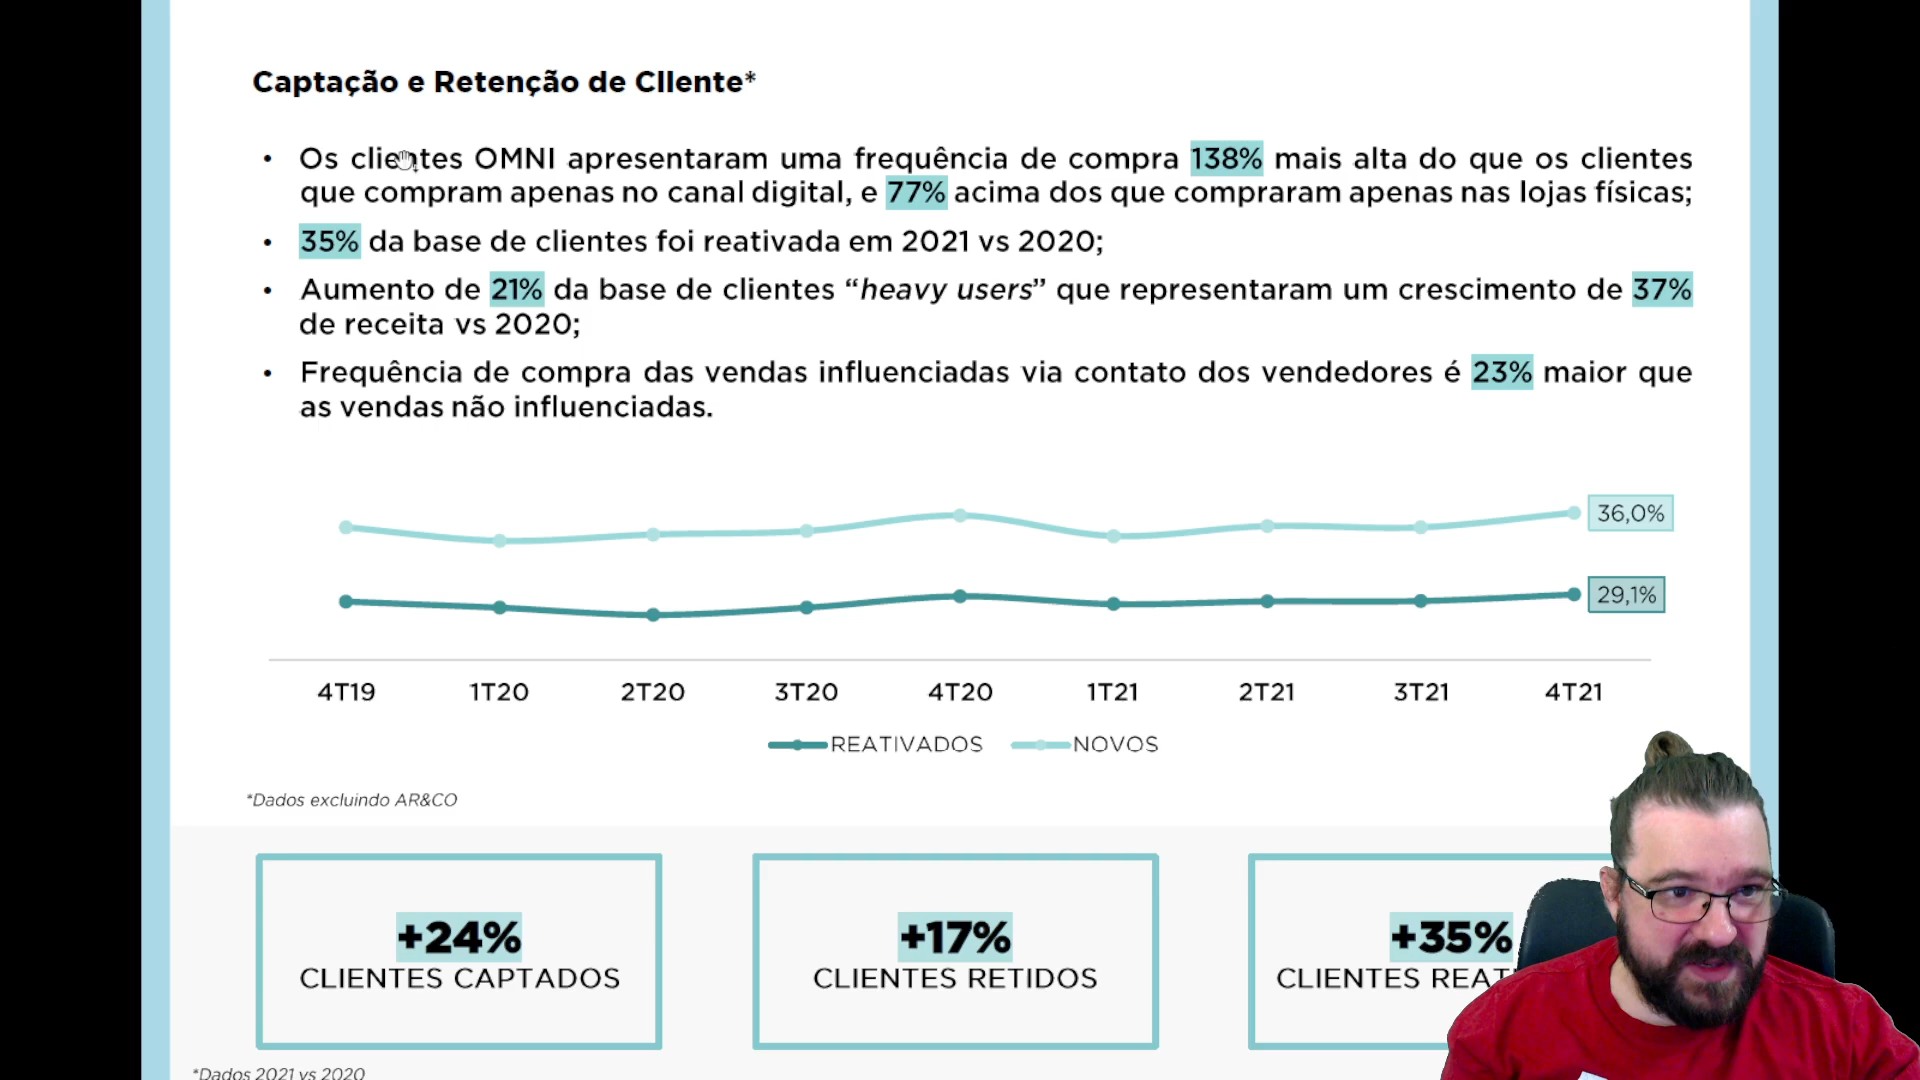 Captação e Retenção de Cllente*
• Os clientes OMNI apresentaram uma frequência de compra 138% mais alta do que os clientes
que compram apenas no canal digital, e 77% acima dos que compraram apenas nas lojas físicas;
• 35% da base de clientes foi reativada em 2021 vs 2020;
• Aumento de 21% da base de clientes “heavy users” que representaram um crescimento de 37%
de receita vs 2020;
• Frequência de compra das vendas influenciadas via contato dos vendedores é 23% maior que
as vendas não influenciadas.
36,0%
29,1%
4T19 1T20 2T20 3T20 4T20 1T21 2T21 3T21 4T21
REATIVADOS NOVOS
*Dados excluindo AR&CO
+24% +17% +35%
CLIENTES CAPTADOS CLIENTES RETIDOS CLIENTES
*Dados 2021 vs 2020